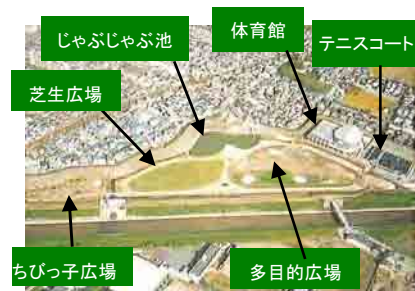 体育館
じゃぶじゃぶ池
テニスコート
芝生広場
ちびっ子広場
多目的広場